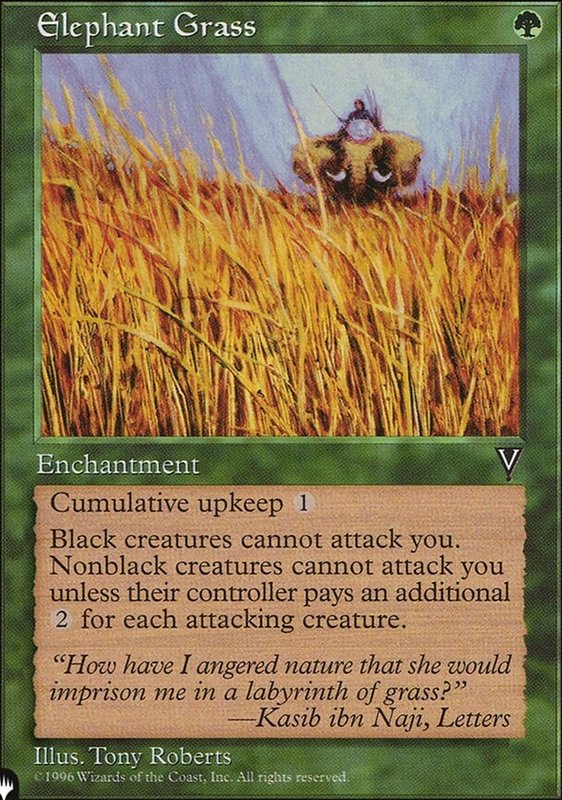 Elephant Grass
Enchantment
V
Cumulative upkeep 1
Black creatures cannot attack you.
Nonblack creatures cannot attack you
unless their controller pays an additional
2 for each attacking creature.
“How have I angered nature that she would
imprison me in a labyrinth of grass?”
—Kasib ibn Naji, Letters
Illus. Tony Roberts
©1996 Wizards of the Coast, Inc. All rights reserved.